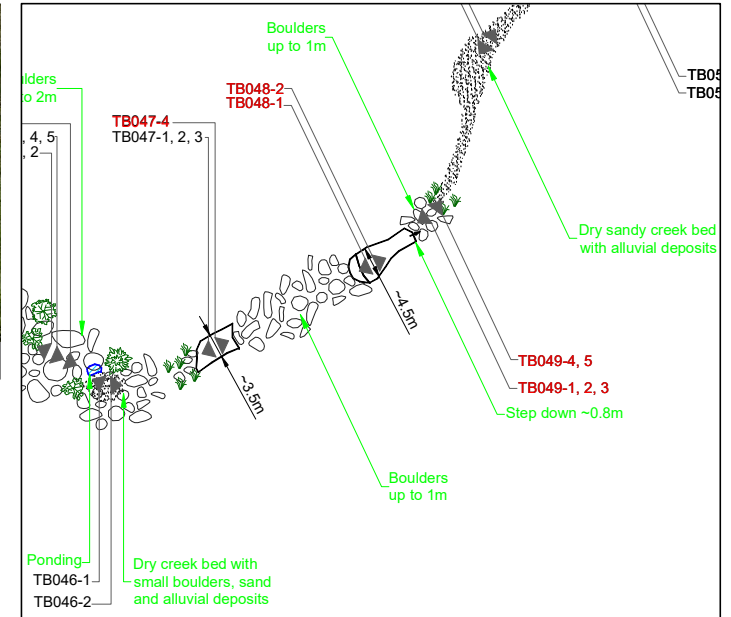 Boulders
up to 1m
TB048-2
TB048-1
TB047-4
TB047-1, 2, 3
to 2m
, 4, 5
, 2
Dry sandy creek bed
with alluvial deposits
~4.5m
~3.5m
TB049-4, 5
TB049-1, 2, 3
Step down ~0.8m
Boulders
up to 1m
Ponding
TB046-1
TB046-2
Dry creek bed with
small boulders, sand
and alluvial deposits